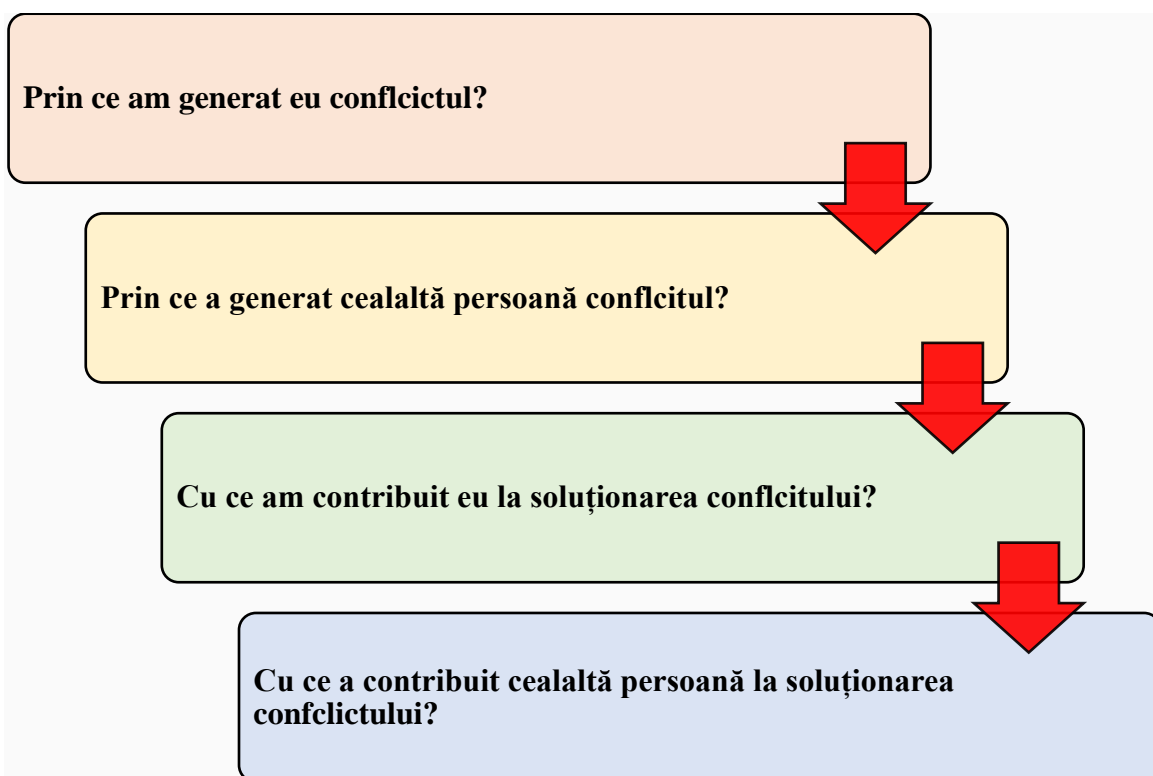 Prin ce am generat eu conflcictul?
Prin ce a generat cealaltă persoană conflcitul?
Cu ce am contribuit eu la soluționarea conflcitului?
Cu ce a contribuit cealaltă persoană la soluționarea
confclictului?